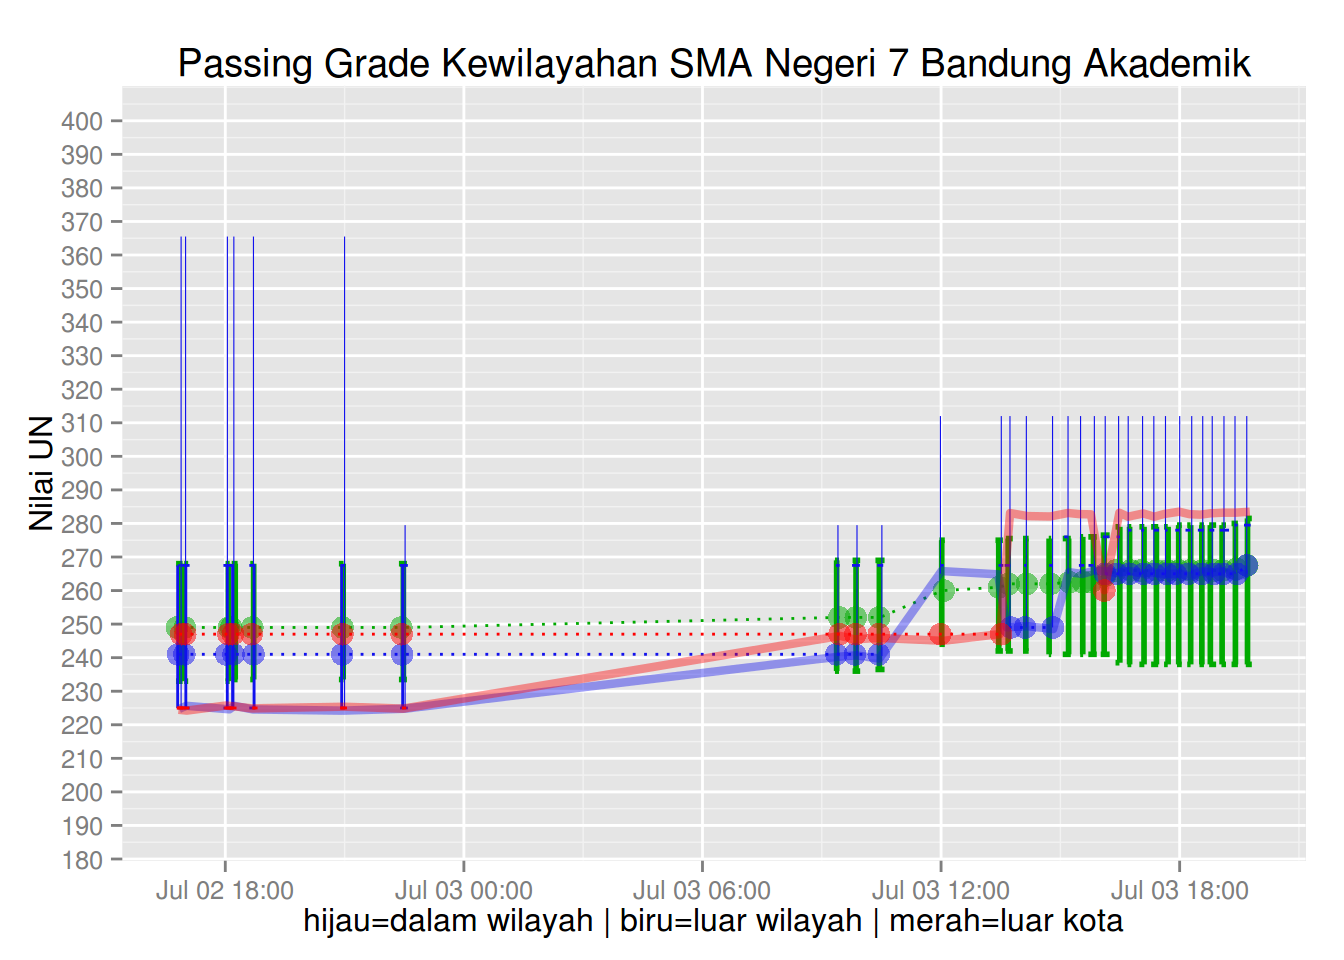 Passing Grade Kewilayahan SMA Negeri 7 Bandung Akademik
Nilai UN
400
390
380
370
360
350
340
330
320
310
300
290
280
270
260
250
240
230
220
210
200
190
180
Jul 02 18:00
Jul 03 00:00
Jul 03 06:00
Jul 03 12:00
Jul 03 18:00
hijau=dalam wilayah | biru=luar wilayah | merah=luar kota